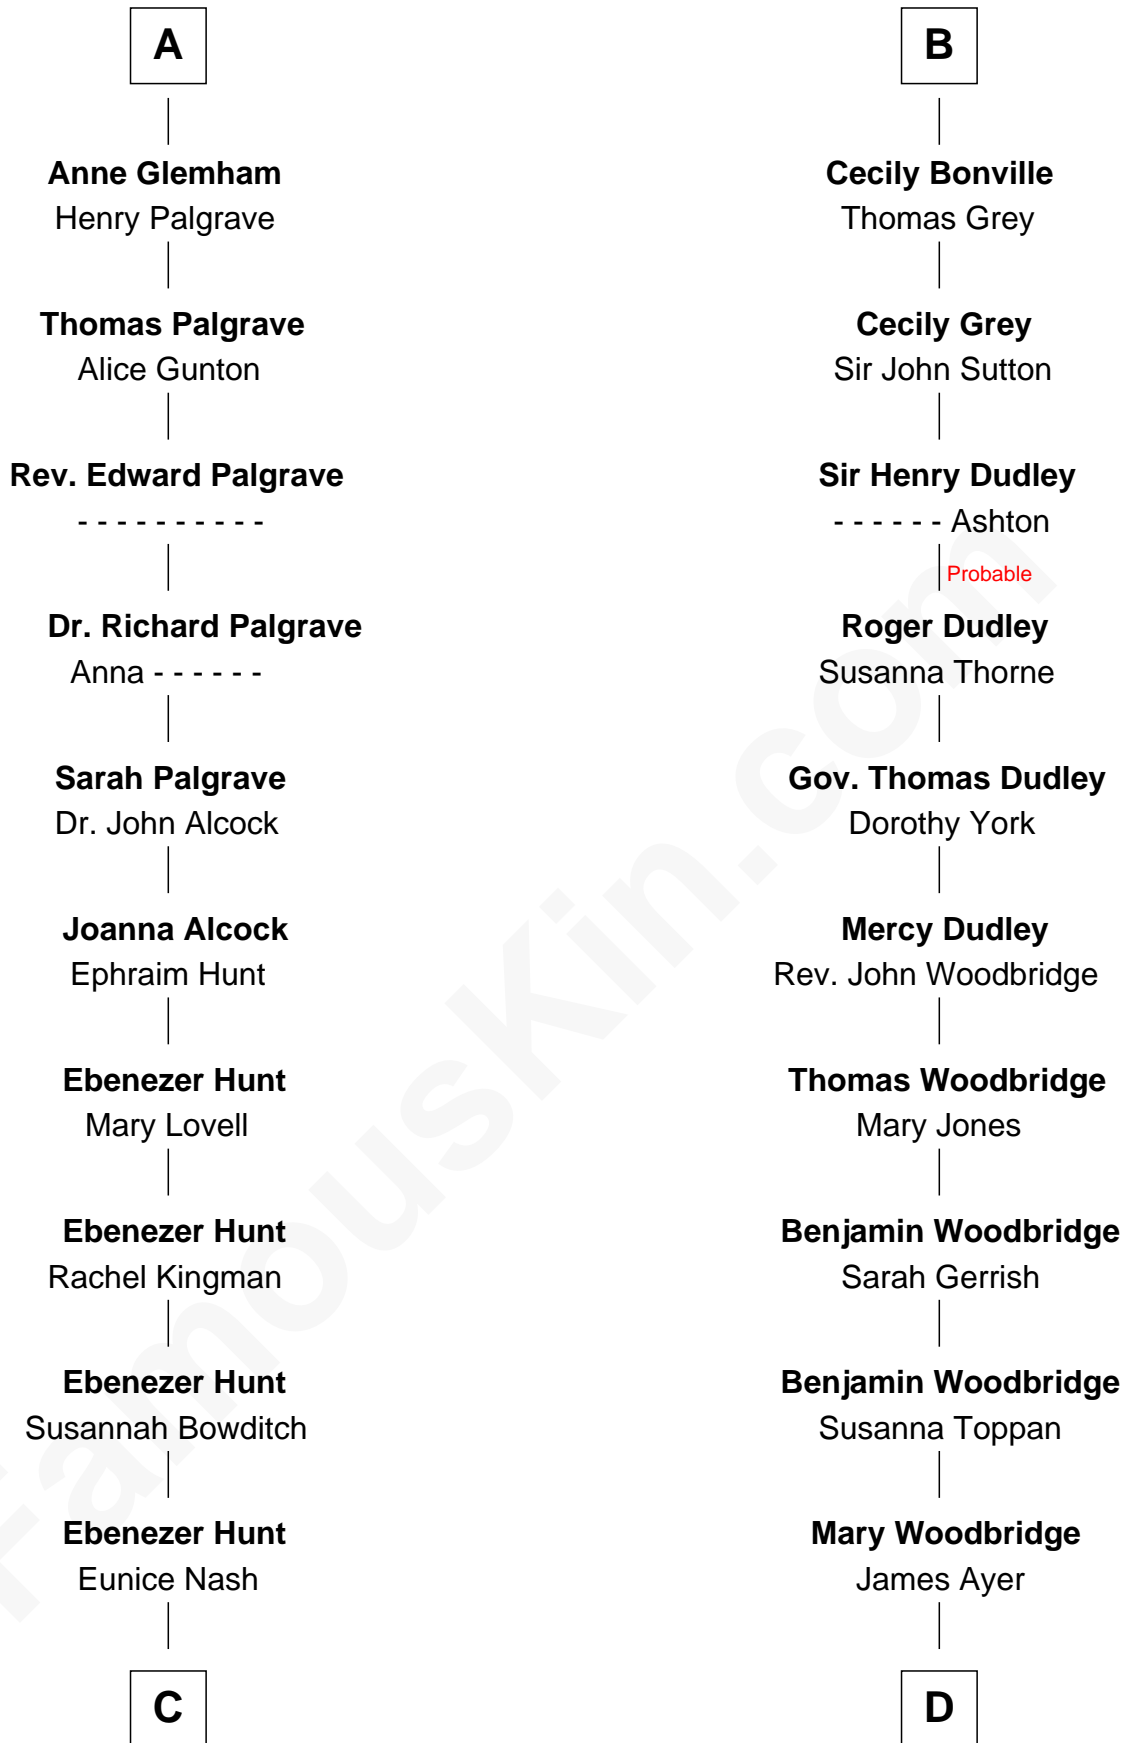 A
Anne Glemham
Henry Palgrave
Thomas Palgrave
Alice Gunton
Rev. Edward Palgrave
- - - - - - - - - -
Dr. Richard Palgrave
Anna - - - - - -
Sarah Palgrave
Dr. John Alcock
Joanna Alcock
Ephraim Hunt
Ebenezer Hunt
Mary Lovell
Ebenezer Hunt
Rachel Kingman
Ebenezer Hunt
Susannah Bowditch
Ebenezer Hunt
Eunice Nash
C
B
Cecily Bonville
Thomas Grey
Cecily Grey
Sir John Sutton
Sir Henry Dudley
- - - - - - Ashton
Probable
Roger Dudley
Susanna Thorne
Gov. Thomas Dudley
Dorothy York
Mercy Dudley
Rev. John Woodbridge
Thomas Woodbridge
Mary Jones
Benjamin Woodbridge
Sarah Gerrish
Benjamin Woodbridge
Susanna Toppan
Mary Woodbridge
James Ayer
D
FamousKin.com